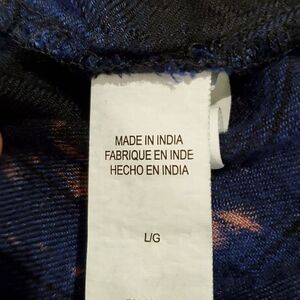 MADE IN INDIA
FABRIQUE EN INDE
HECHO EN INDIA
L/G